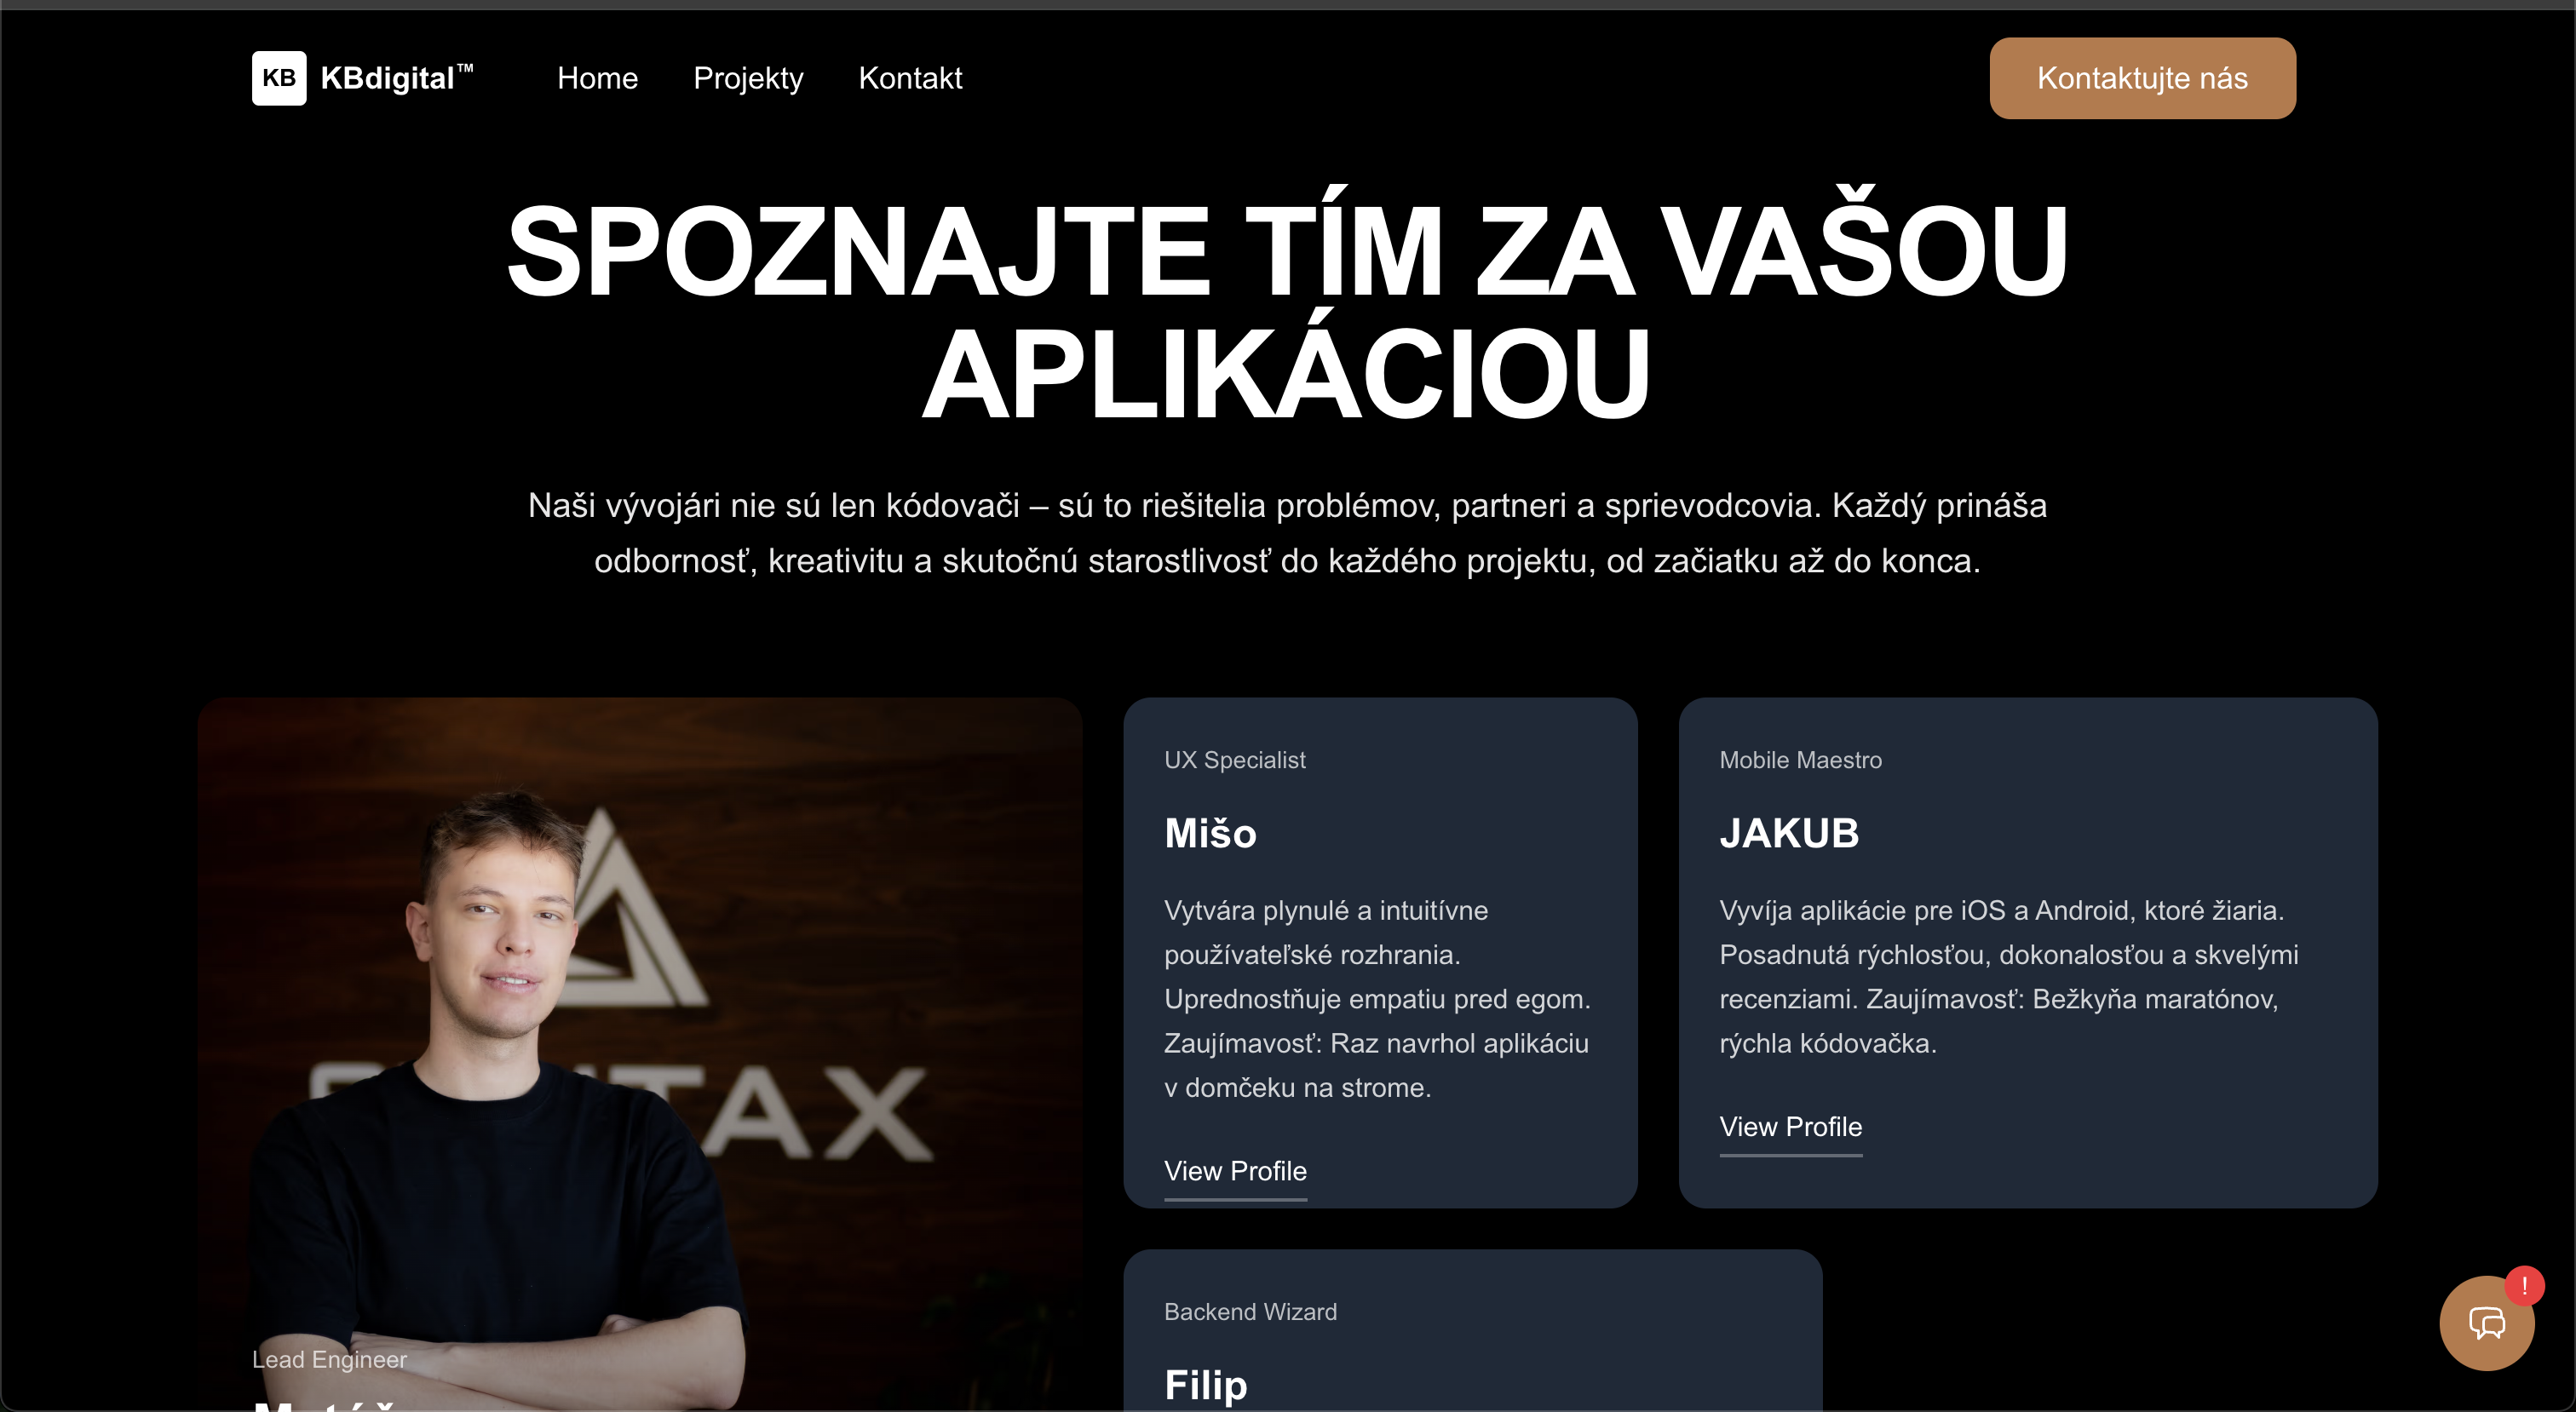 KB KBdigital™ Home Projekty Kontakt Kontaktujte nás
SPOZNAJTE TÍM ZA VAŠOU
APLIKÁCIOU
Naši vývojári nie sú len kódovači – sú to riešitelia problémov, partneri a sprievodcovia. Každý prináša
odbornosť, kreativitu a skutočnú starostlivosť do každého projektu, od začiatku až do konca.
Lead Engineer
UX Specialist
Mišo
Vytvára plynulé a intuitívne
používateľské rozhrania.
Uprednostňuje empatiu pred egom.
Zaujímavosť: Raz navrhol aplikáciu
v domčeku na strome.
View Profile
Mobile Maestro
JAKUB
Vyvíja aplikácie pre iOS a Android, ktoré žiaria.
Posadnutá rýchlosťou, dokonalosťou a skvelými
recenziami. Zaujímavosť: Bežkyňa maratónov,
rýchla kódovačka.
View Profile
Backend Wizard
Filip
!